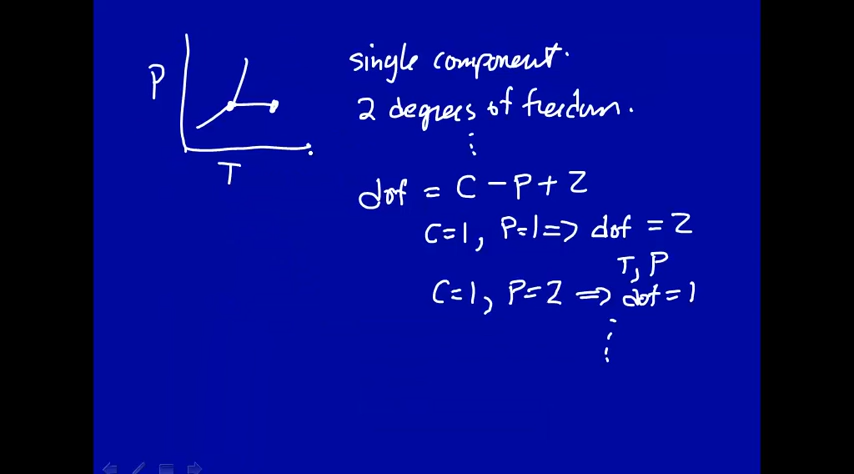 P
T
single component.
2 degrees of freedom.
dof = C - P + 2
C=1, P=1 => dof = 2
T, P
C=1, P=2 => dof = 1